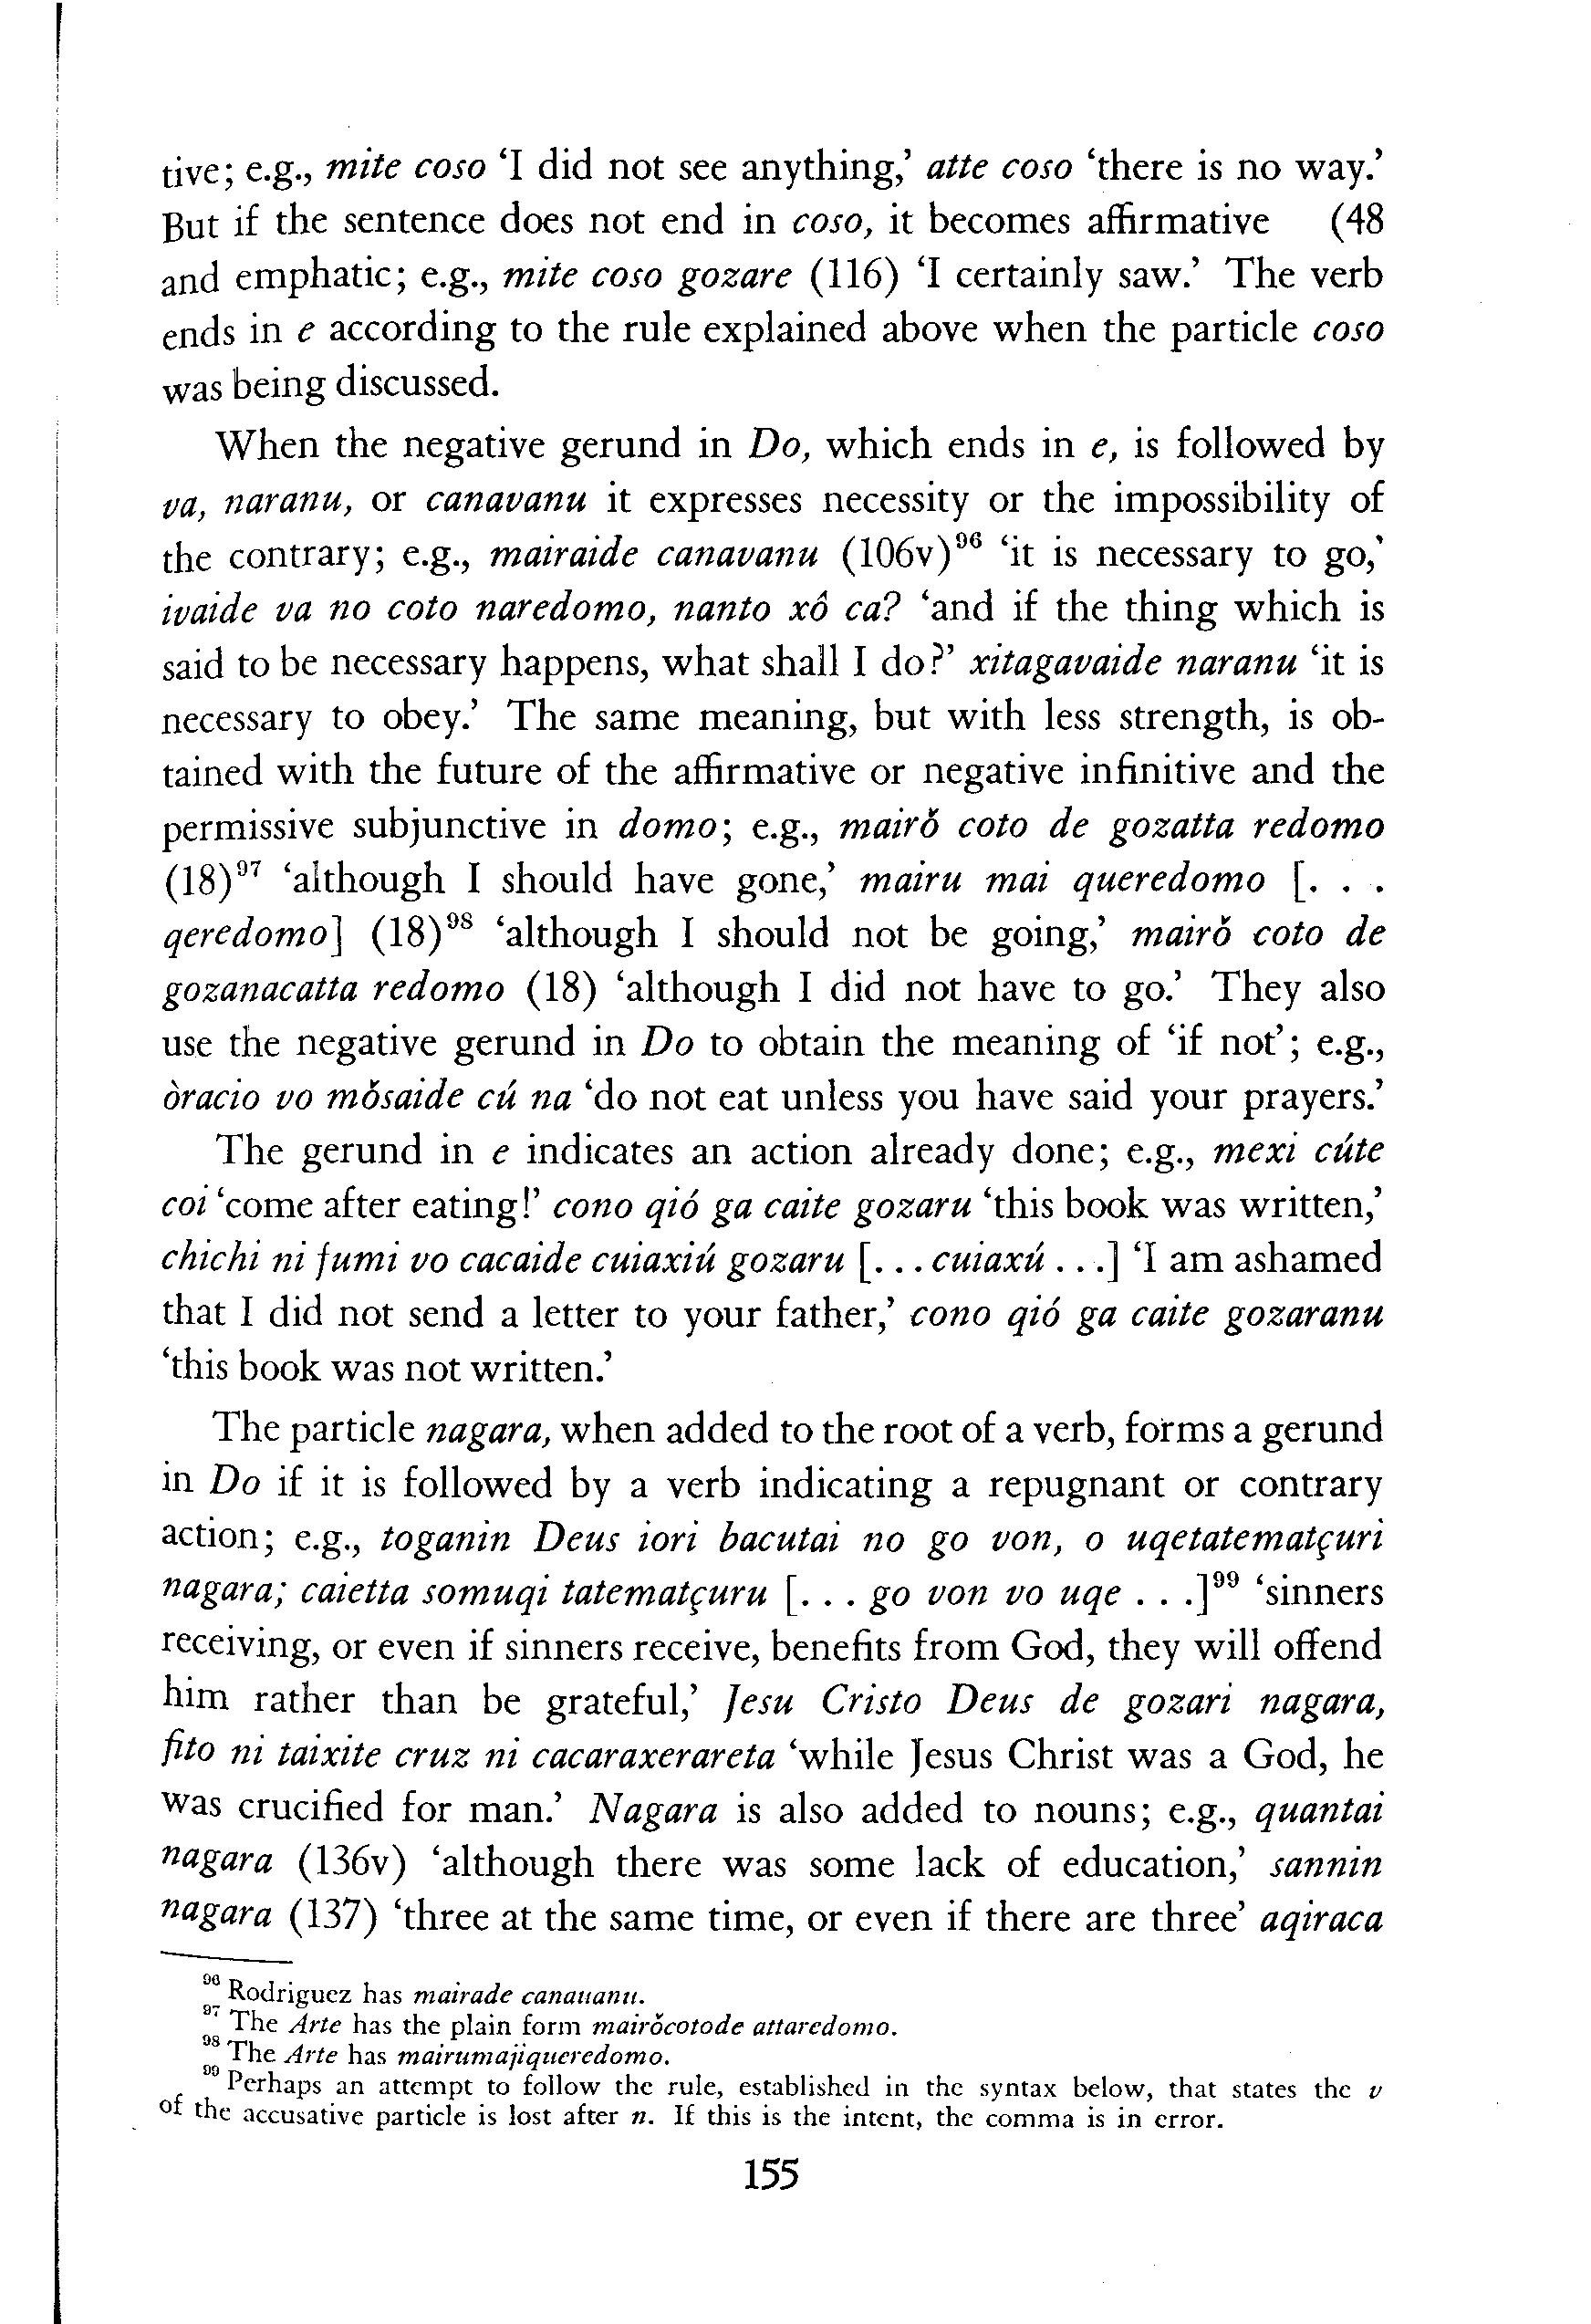 tive; e.g., mite coso ‘I did not see anything,’ atte coso ‘there is no way.’
But if the sentence does not end in coso, it becomes affirmative (48
and emphatic; e.g., mite coso gozare (116) ‘I certainly saw.’ The verb
ends in e according to the rule explained above when the particle coso
was being discussed.
When the negative gerund in Do, which ends in e, is followed by
va, naranu, or canavanu it expresses necessity or the impossibility of
the contrary; e.g., mairaide canavanu (106v)⁹⁶ ‘it is necessary to go,’
ivaide va no coto naredomo, nanto xô ca? ‘and if the thing which is
said to be necessary happens, what shall I do?’ xitagavaide naranu ‘it is
necessary to obey.’ The same meaning, but with less strength, is ob-
tained with the future of the affirmative or negative infinitive and the
permissive subjunctive in domo; e.g., mairǒ coto de gozatta redomo
(18)⁹⁷ ‘although I should have gone,’ mairu mai queredomo [. . .
qeredomo] (18)⁹⁸ ‘although I should not be going,’ mairǒ coto de
gozanacatta redomo (18) ‘although I did not have to go.’ They also
use the negative gerund in Do to obtain the meaning of ‘if not’; e.g.,
òracio vo mǒsaide cú na ‘do not eat unless you have said your prayers.’
The gerund in e indicates an action already done; e.g., mexi cúte
coi ‘come after eating!’ cono qió ga caite gozaru ‘this book was written,’
chichi ni fumi vo cacaide cuiaxiú gozaru [. . . cuiaxú . . .] ‘I am ashamed
that I did not send a letter to your father,’ cono qió ga caite gozaranu
‘this book was not written.’
The particle nagara, when added to the root of a verb, forms a gerund
in Do if it is followed by a verb indicating a repugnant or contrary
action; e.g., toganin Deus iori bacutai no go von, o uqetatematçuri
nagara; caietta somuqi tatematçuru [. . . go von vo uqe . . .]⁹⁹ ‘sinners
receiving, or even if sinners receive, benefits from God, they will offend
him rather than be grateful,’ Jesu Cristo Deus de gozari nagara,
fito ni taixite cruz ni cacaraxerareta ‘while Jesus Christ was a God, he
was crucified for man.’ Nagara is also added to nouns; e.g., quantai
nagara (136v) ‘although there was some lack of education,’ sannin
nagara (137) ‘three at the same time, or even if there are three’ aqiraca
⁹⁶ Rodriguez has mairade canauanu.
⁹⁷ The Arte has the plain form mairǒcotode attaredomo.
⁹⁸ The Arte has mairumajiqueredomo.
⁹⁹ Perhaps an attempt to follow the rule, established in the syntax below, that states the v
of the accusative particle is lost after n. If this is the intent, the comma is in error.
155